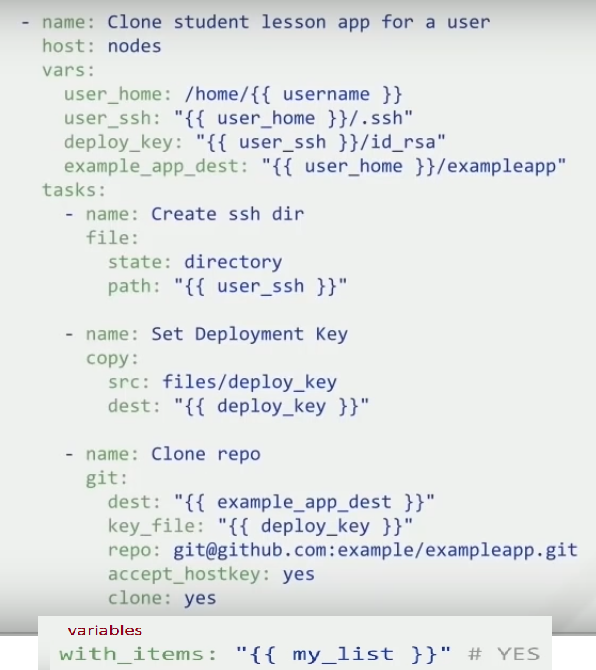 - name: Clone student lesson app for a user
host: nodes
vars:
user_home: /home/{{ username }}
user_ssh: "{{ user_home }}/.ssh"
deploy_key: "{{ user_ssh }}/id_rsa"
example_app_dest: "{{ user_home }}/exampleapp"
tasks:
- name: Create ssh dir
file:
state: directory
path: "{{ user_ssh }}"
- name: Set Deployment Key
copy:
src: files/deploy_key
dest: "{{ deploy_key }}"
- name: Clone repo
git:
dest: "{{ example_app_dest }}"
key_file: "{{ deploy_key }}"
repo: git@github.com:example/exampleapp.git
accept_hostkey: yes
clone: yes
variables
with_items: "{{ my_list }}" # YES